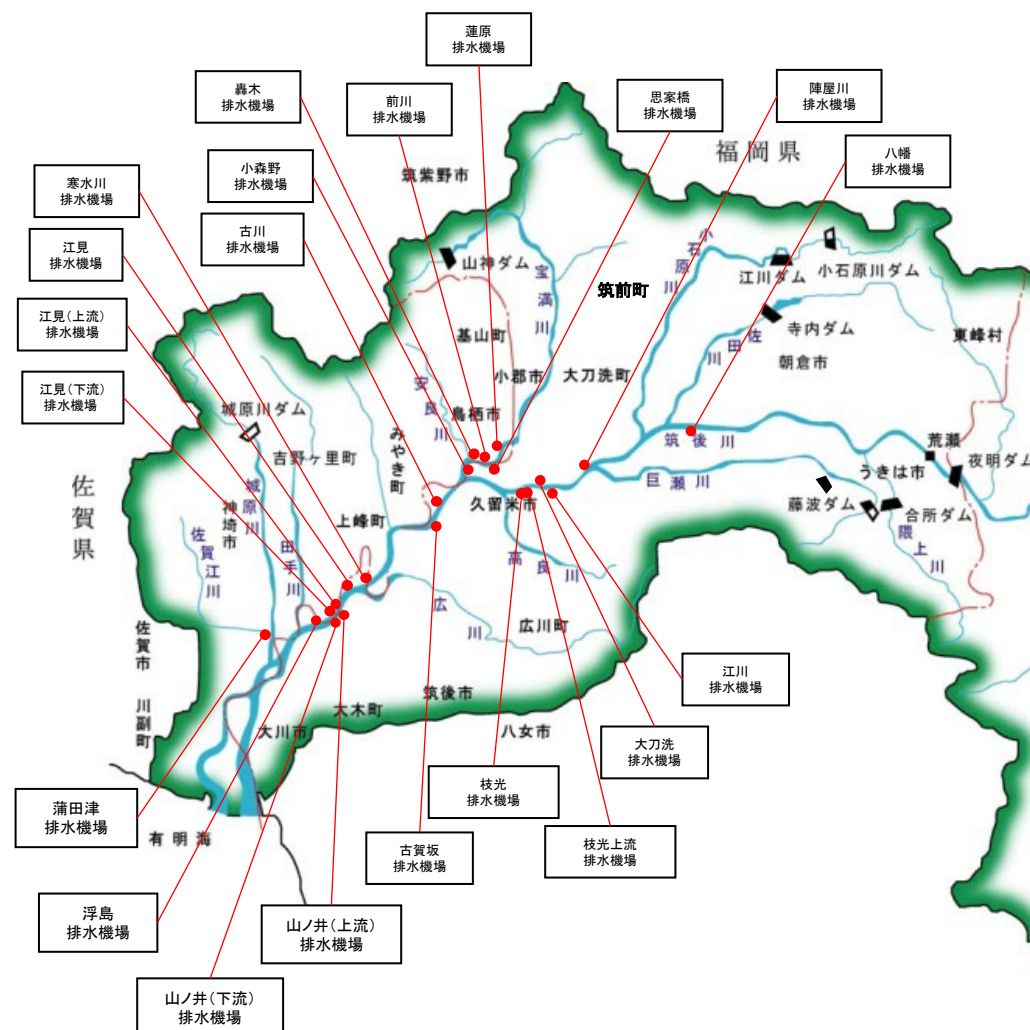 蓮原
排水機場
轟木
排水機場
前川
排水機場
思案橋
排水機場
陣屋川
排水機場
八幡
排水機場
福岡県
小森野
排水機場
筑紫野市
寒水川
排水機場
古川
排水機場
江見
排水機場
江見(上流)
排水機場
江見(下流)
排水機場
山神ダム
宝満川
小石原川
江川ダム
小石原川ダム
筑前町
基山町
寺内ダム
佐田川
朝倉市
東峰村
小郡市
大刀洗町
安良川
鳥栖市
城原川ダム
みやき町
吉野ヶ里町
筑後川
荒瀬
夜明ダム
うきは市
巨瀬川
藤波ダム
合所ダム
隈上川
佐賀県
城原川
神埼市
上峰町
久留米市
佐賀江川
田手川
高良川
広川
広川町
佐賀市 川副町
筑後市
大木町
大川市
八女市
有明海
江川
排水機場
大刀洗
排水機場
枝光
排水機場
枝光上流
排水機場
古賀坂
排水機場
蒲田津
排水機場
浮島
排水機場
山ノ井(上流)
排水機場
山ノ井(下流)
排水機場